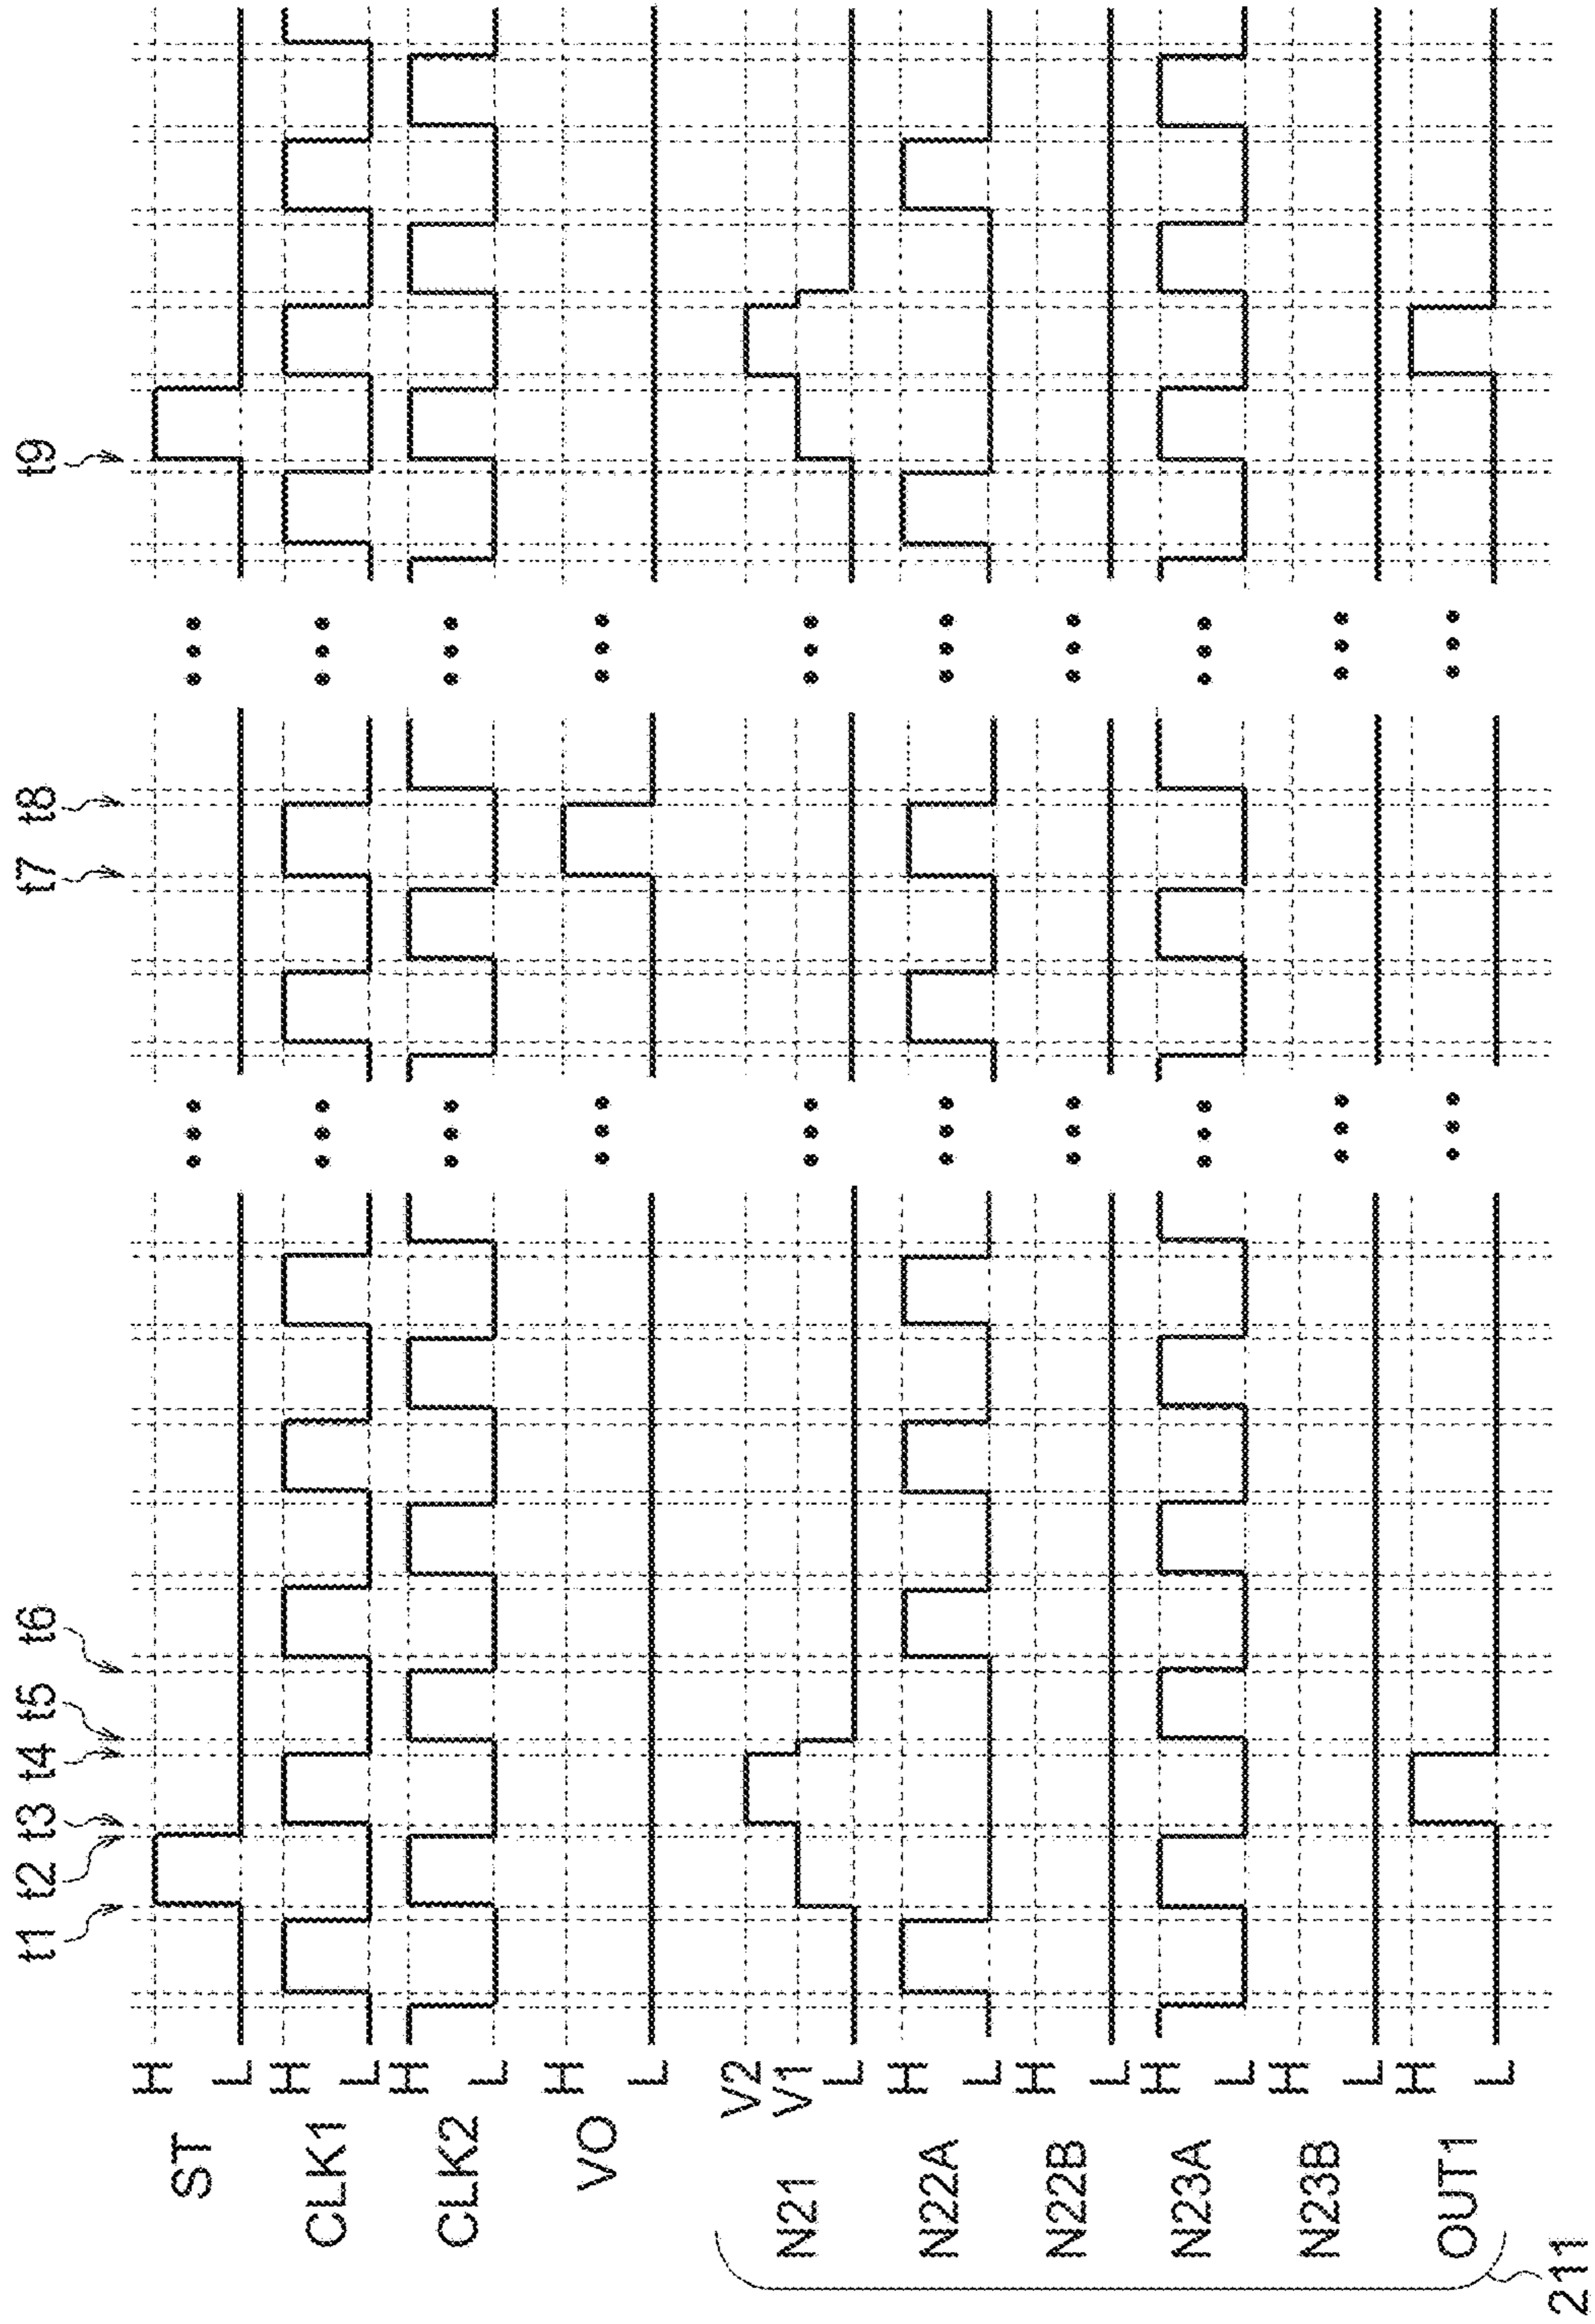 t1 t2 t3 t4 t5 t6 t7 t8 t9
ST H L
CLK1 H L
CLK2 H L
VO H L
N21 V2 V1 L
N22A H L
N22B H L
N23A H L
N23B H L
OUT1 H L
211